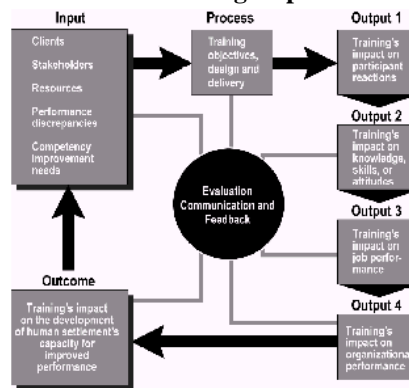 Input
Clients
Stakeholders
Resources
Performance
discrepancies
Competency
Improvement
needs
Process
Training
objectives,
design and
delivery
Output 1
Training's
impact on
participant
reactions
Output 2
Training's
impact on
knowledge,
skills, or
attitudes
Output 3
Training's
impact on
job perfor-
mance
Output 4
Training's
impact on
organizational
performance
Evaluation
Communication and
Feedback
Outcome
Training's impact
on the development
of human settlement's
capacity for
improved
performance